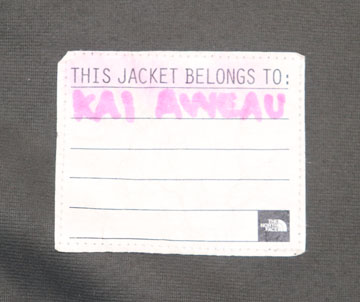 THIS JACKET BELONGS TO:
KAI AWEAU
THE
NORTH
FACE